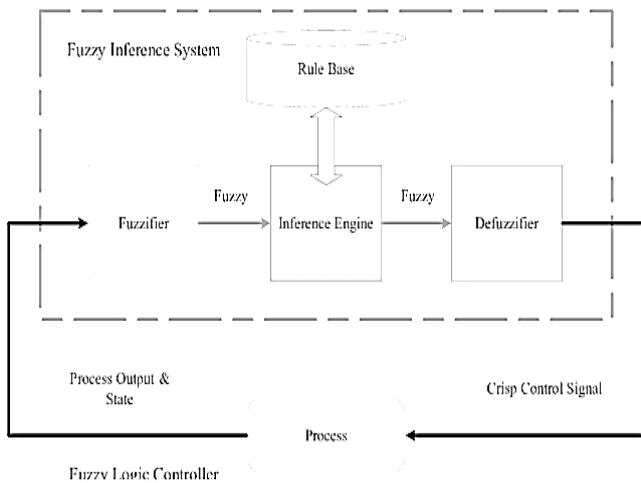 Fuzzy Inference System
Rule Base
Fuzzy
Fuzzy
Fuzzifier
Inference Engine
Defuzzifier
Process Output &
State
Crisp Control Signal
Process
Fuzzy Logic Controller